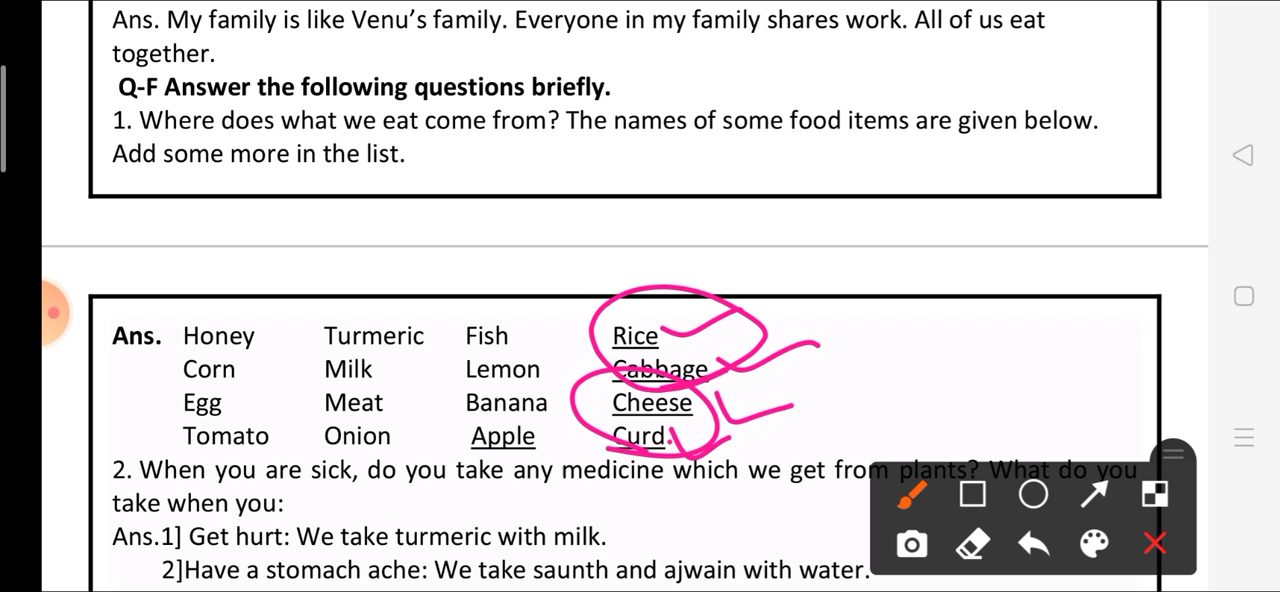 Ans. My family is like Venu’s family. Everyone in my family shares work. All of us eat
together.
Q-F Answer the following questions briefly.
1. Where does what we eat come from? The names of some food items are given below.
Add some more in the list.
Ans. Honey Turmeric Fish Rice
Corn Milk Lemon Cabbage
Egg Meat Banana Cheese
Tomato Onion Apple Curd.
2. When you are sick, do you take any medicine which we get from plants? What do you
take when you:
Ans.1] Get hurt: We take turmeric with milk.
2]Have a stomach ache: We take saunth and ajwain with water.